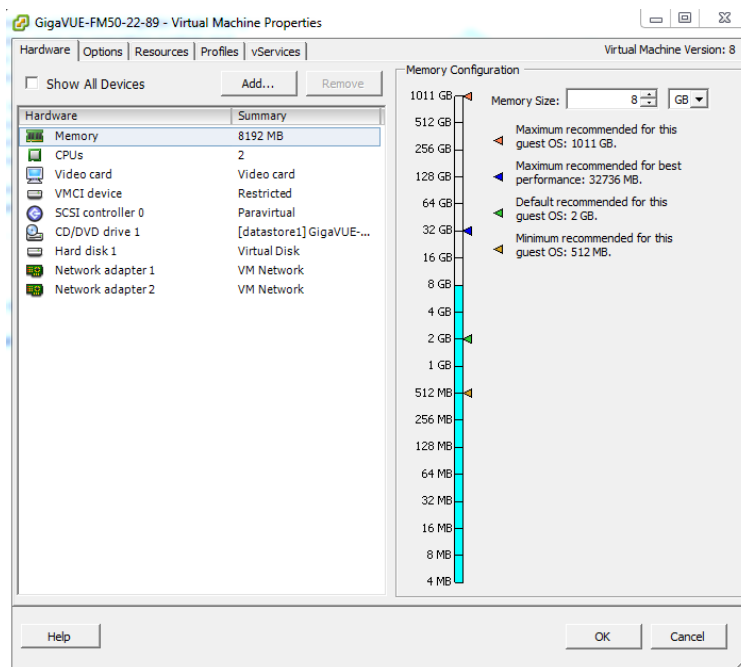 GigaVUE-FM50-22-89 - Virtual Machine Properties
Hardware Options Resources Profiles vServices Virtual Machine Version: 8
Show All Devices Add... Remove
Hardware Summary
Memory 8192 MB
CPUs 2
Video card Video card
VMCI device Restricted
SCSI controller 0 Paravirtual
CD/DVD drive 1 [datastore1] GigaVUE-...
Hard disk 1 Virtual Disk
Network adapter 1 VM Network
Network adapter 2 VM Network
Memory Configuration
Memory Size: 8 GB
1011 GB
512 GB
256 GB
128 GB
64 GB
32 GB
16 GB
8 GB
4 GB
2 GB
1 GB
512 MB
256 MB
128 MB
64 MB
32 MB
16 MB
8 MB
4 MB
Maximum recommended for this
guest OS: 1011 GB.
Maximum recommended for best
performance: 32736 MB.
Default recommended for this
guest OS: 2 GB.
Minimum recommended for this
guest OS: 512 MB.
Help OK Cancel